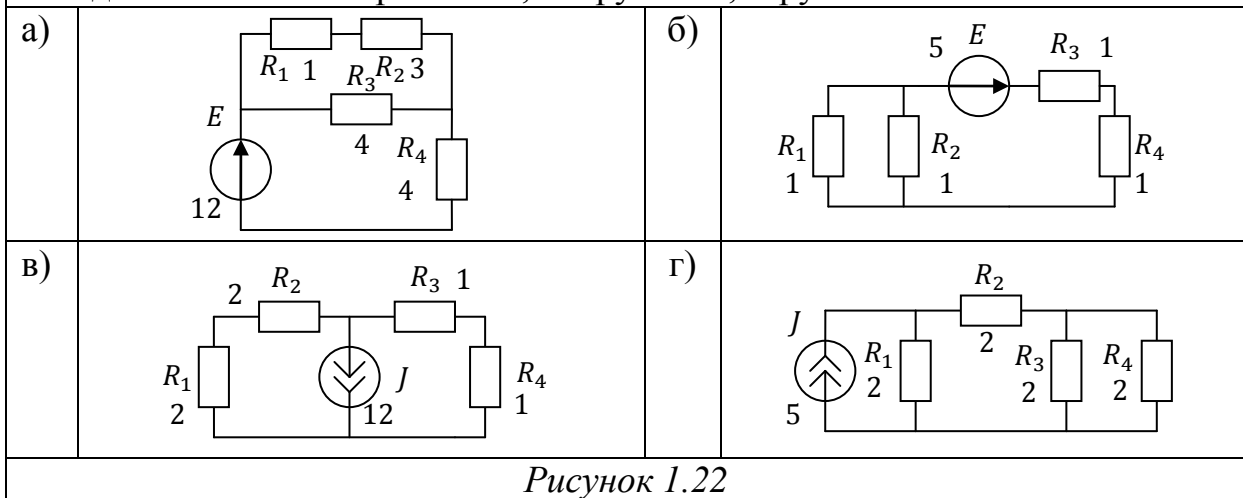 а)
R₁ 1 R₂ 3
R₃
4
E
12
R₄
4
б)
5 E
R₃ 1
R₁
1
R₂
1
R₄
1
в)
2 R₂
R₃ 1
R₁
2
J
12
R₄
1
г)
R₂
2
J
5
R₁
2
R₃
2
R₄
2
Рисунок 1.22